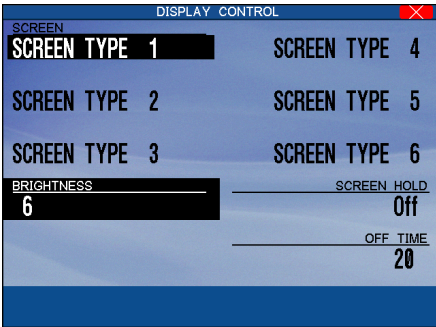 DISPLAY CONTROL
SCREEN
SCREEN TYPE 1
SCREEN TYPE 4
SCREEN TYPE 2
SCREEN TYPE 5
SCREEN TYPE 3
SCREEN TYPE 6
BRIGHTNESS
6
SCREEN HOLD
Off
OFF TIME
20